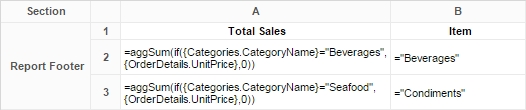 Section A B
1 Total Sales Item
Report Footer
2 =aggSum(if({Categories.CategoryName}="Beverages",
{OrderDetails.UnitPrice},0)) ="Beverages"
3 =aggSum(if({Categories.CategoryName}="Seafood",
{OrderDetails.UnitPrice},0)) ="Condiments"